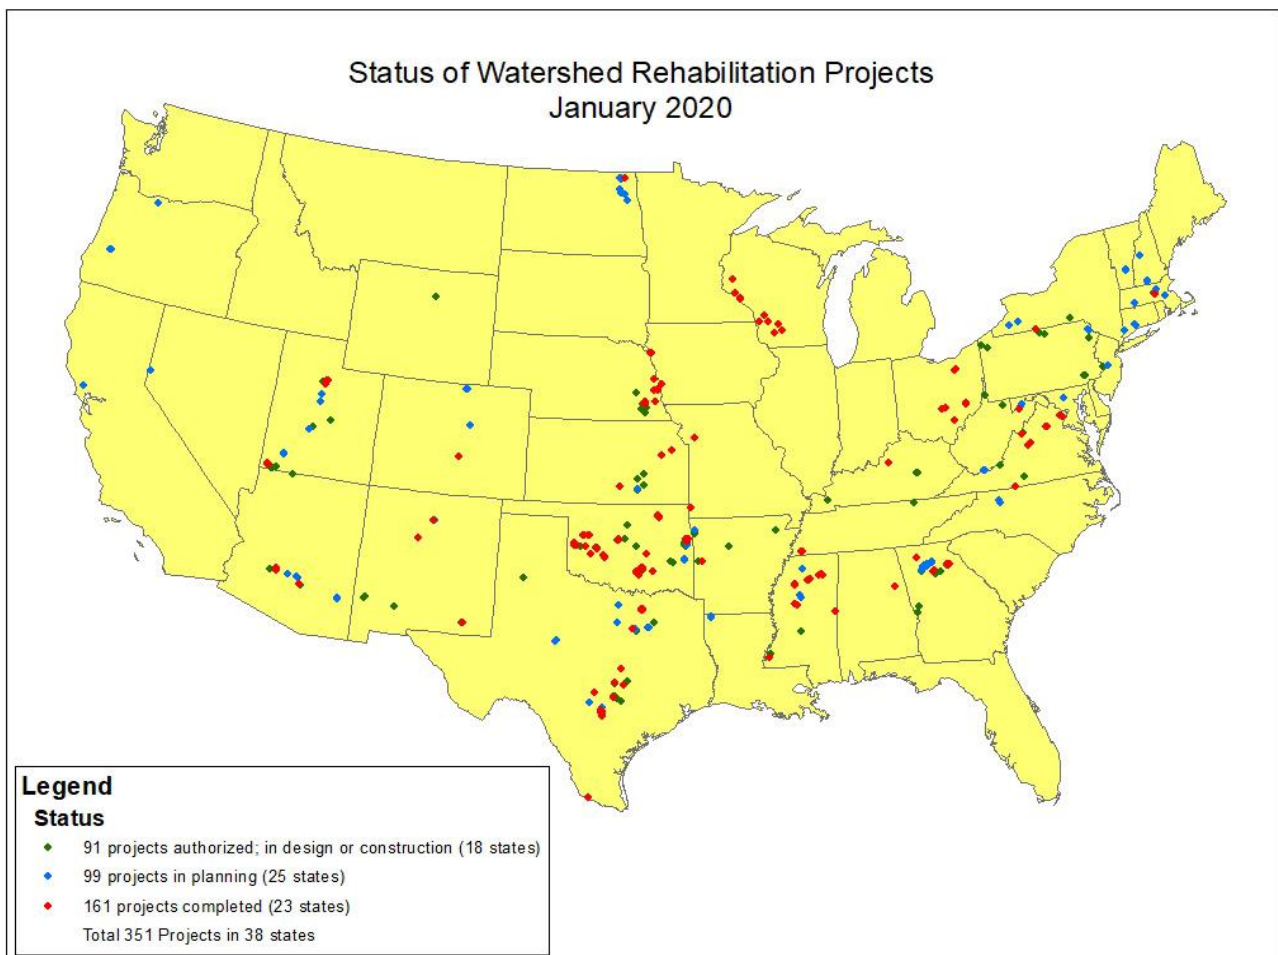 Status of Watershed Rehabilitation Projects
January 2020
Legend
Status
91 projects authorized; in design or construction (18 states)
99 projects in planning (25 states)
161 projects completed (23 states)
Total 351 Projects in 38 states